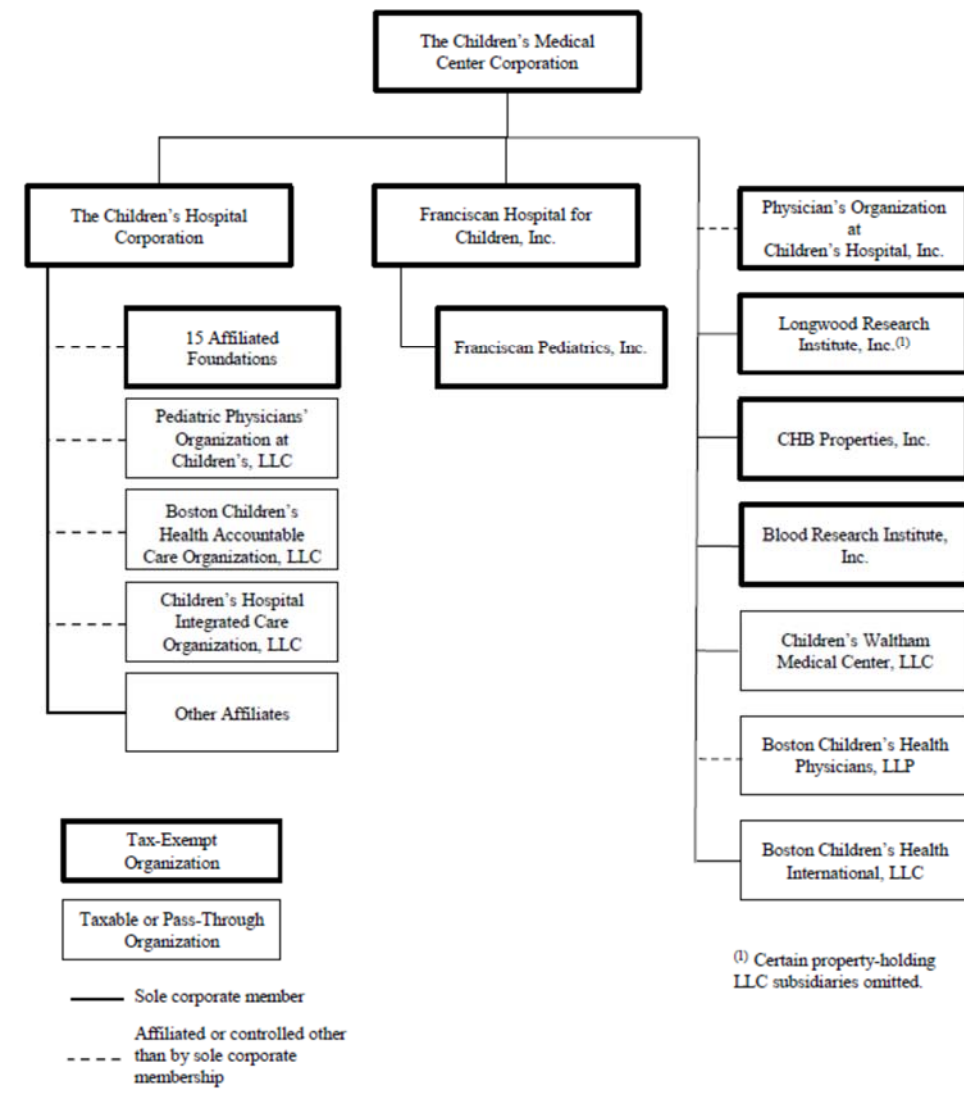 The Children's Medical
Center Corporation
The Children's Hospital
Corporation
Franciscan Hospital for
Children, Inc.
Physician's Organization
at
Children's Hospital, Inc.
15 Affiliated
Foundations
Franciscan Pediatrics, Inc.
Longwood Research
Institute, Inc.(1)
Pediatric Physicians'
Organization at
Children's, LLC
CHB Properties, Inc.
Boston Children's
Health Accountable
Care Organization, LLC
Blood Research Institute,
Inc.
Children's Hospital
Integrated Care
Organization, LLC
Children's Waltham
Medical Center, LLC
Other Affiliates
Boston Children's Health
Physicians, LLP
Boston Children's Health
International, LLC
Tax-Exempt
Organization
Taxable or Pass-Through
Organization
Sole corporate member
Affiliated or controlled other
than by sole corporate
membership
(1) Certain property-holding
LLC subsidiaries omitted.